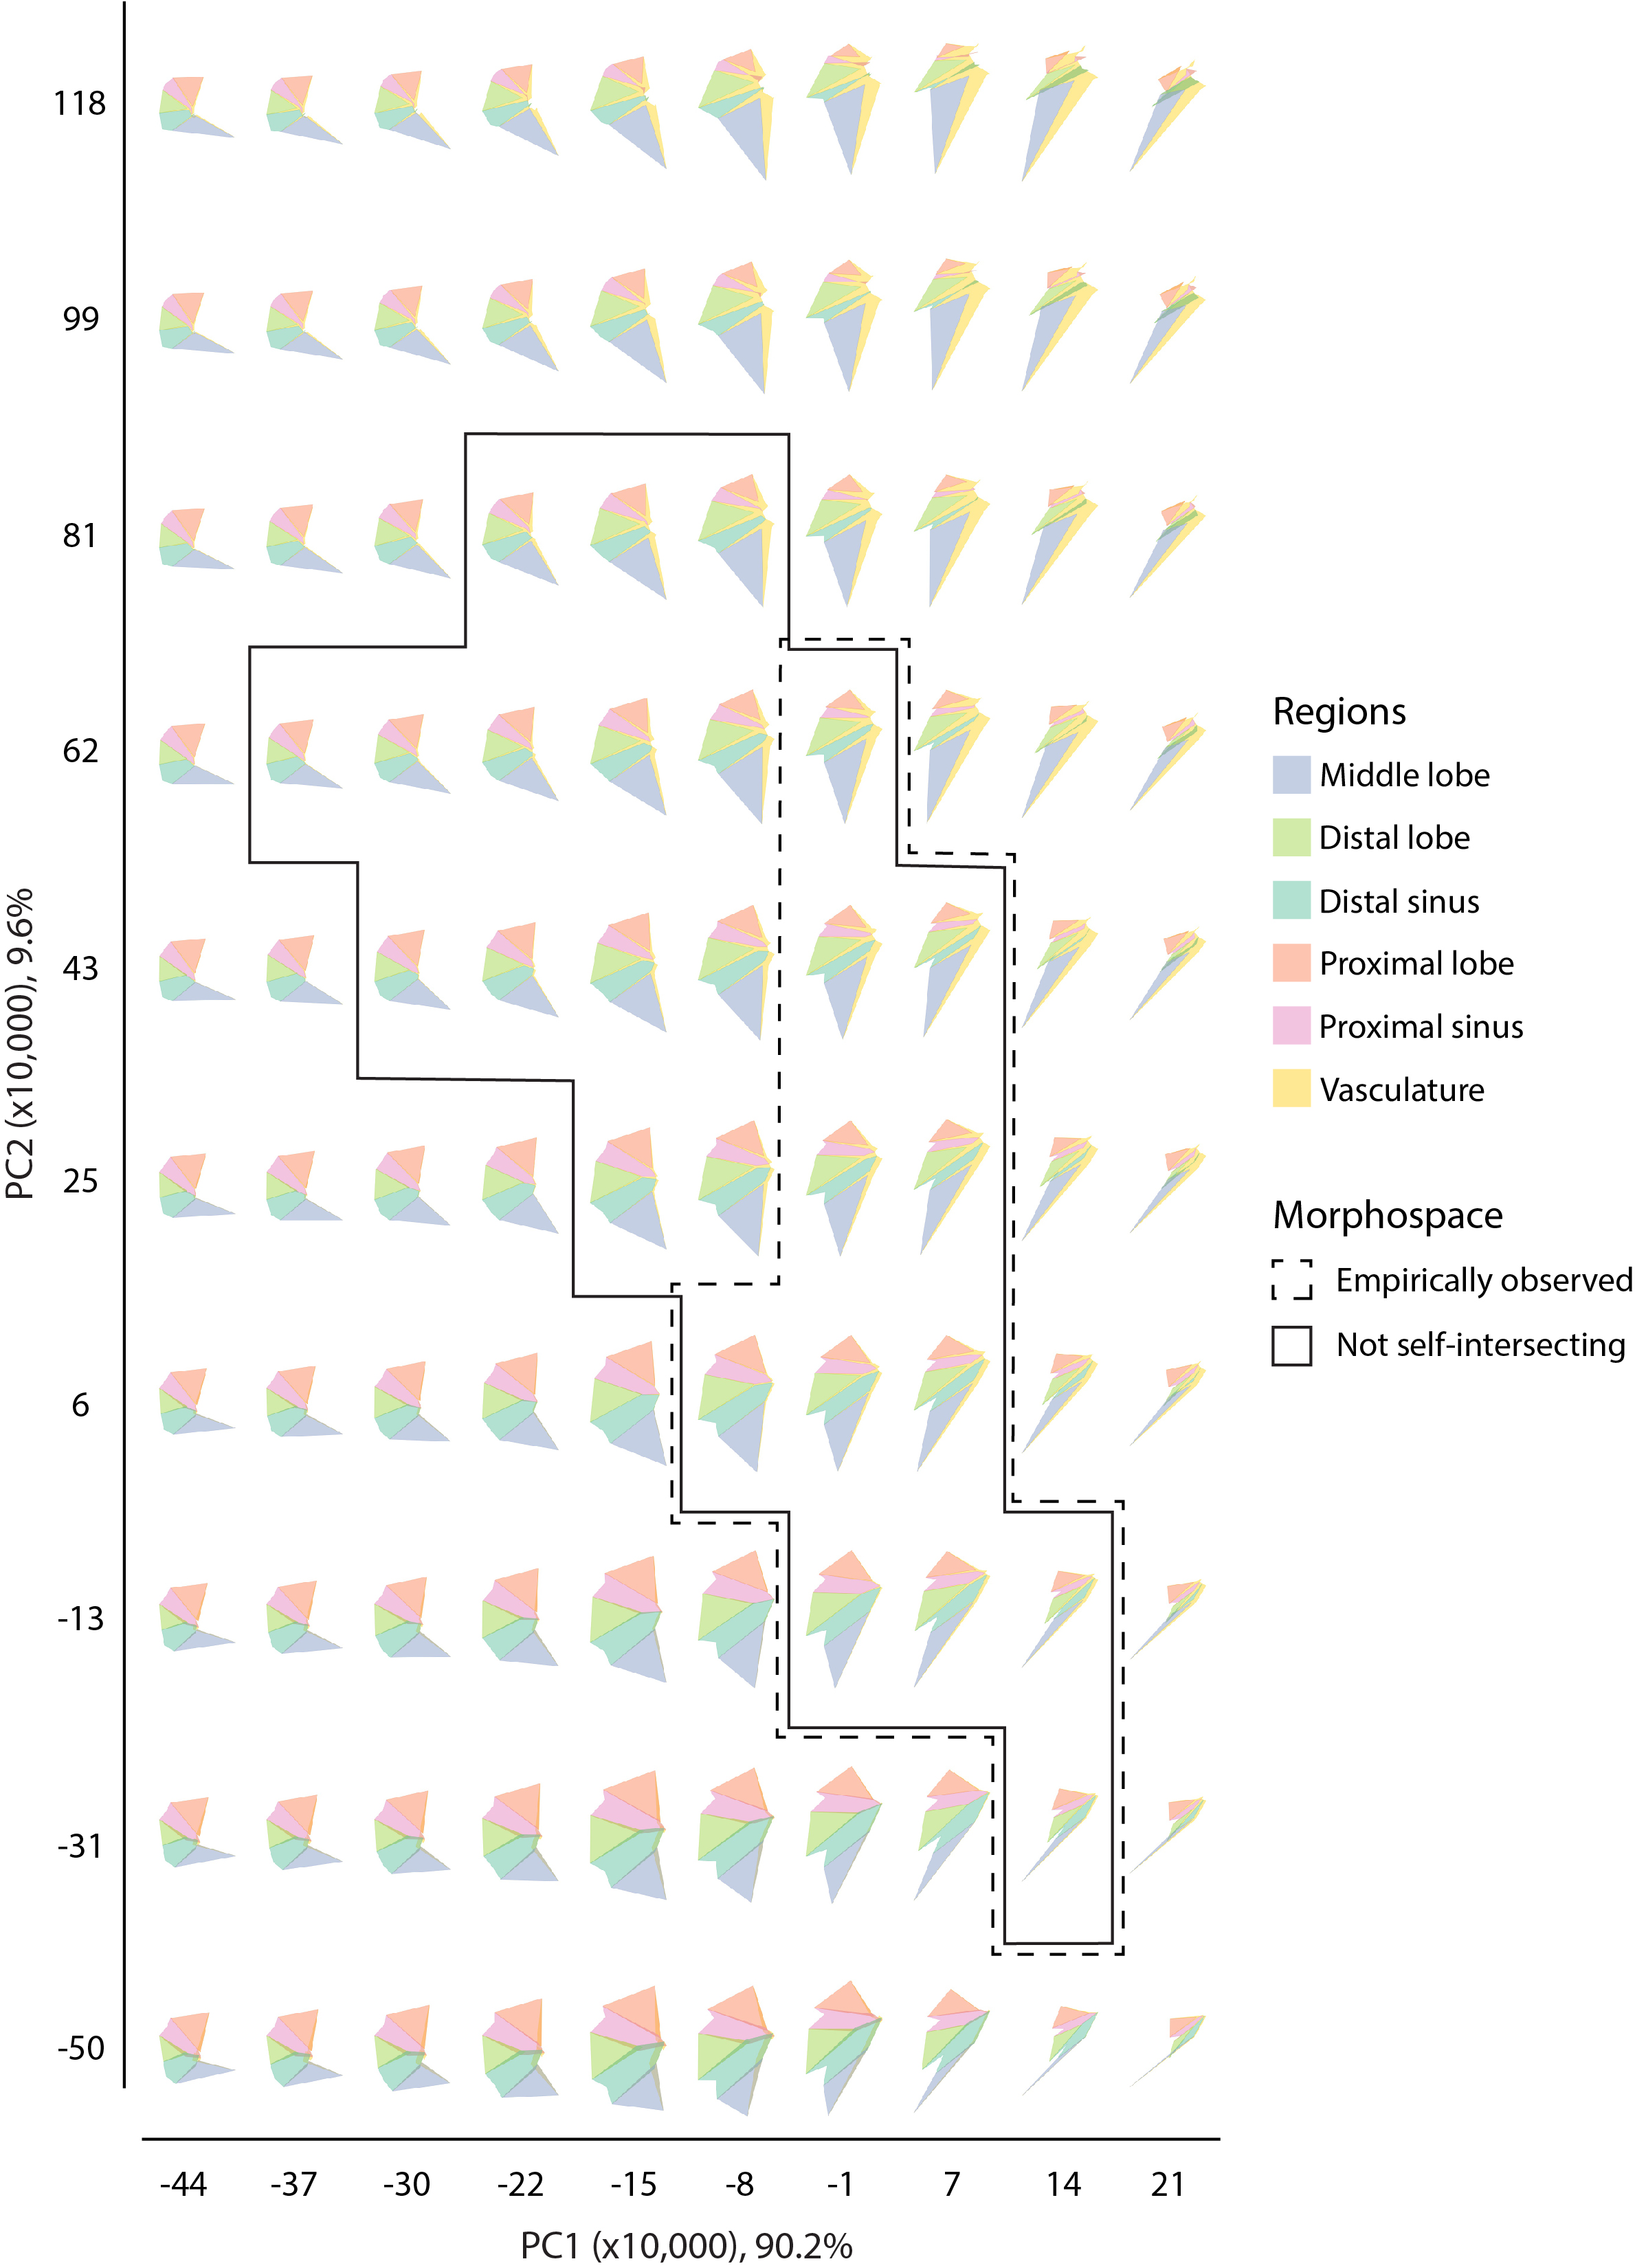 118
99
81
62
43
25
6
-13
-31
-50
PC2 (x10,000), 9.6%
-44 -37 -30 -22 -15 -8 -1 7 14 21
PC1 (x10,000), 90.2%
Regions
Middle lobe
Distal lobe
Distal sinus
Proximal lobe
Proximal sinus
Vasculature
Morphospace
Empirically observed
Not self-intersecting